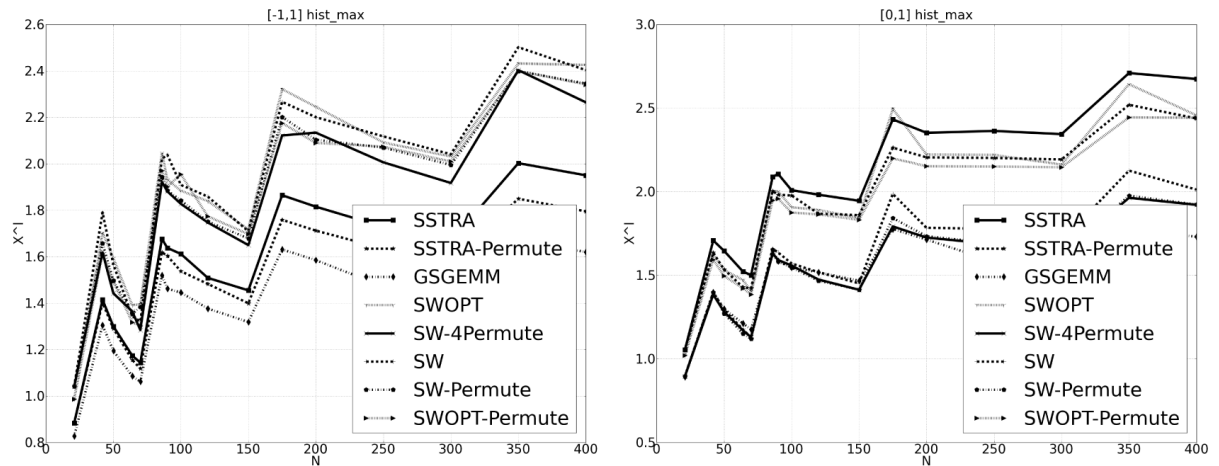 [-1,1] hist_max
2.6
2.4
2.2
2.0
1.8
1.6
1.4
1.2
1.0
0.8
X^I
0
50
100
150
200
250
300
350
400
N
SSTRA
SSTRA-Permute
GSGEMM
SWOPT
SW-4Permute
SW
SW-Permute
SWOPT-Permute
[0,1] hist_max
3.0
2.5
2.0
1.5
1.0
0.5
X^I
0
50
100
150
200
250
300
350
400
N
SSTRA
SSTRA-Permute
GSGEMM
SWOPT
SW-4Permute
SW
SW-Permute
SWOPT-Permute